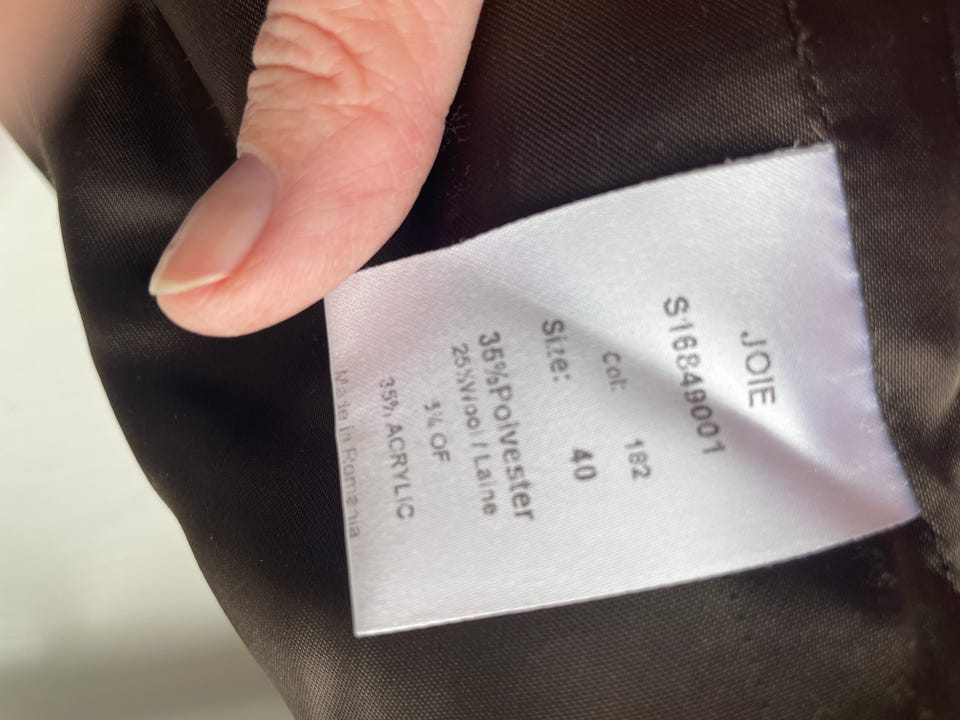 JOIE
S16849001
col: 182
Size: 40
35%Polyester
25%Wool / Laine
5% OF
35% ACRYLIC
Made in Romania